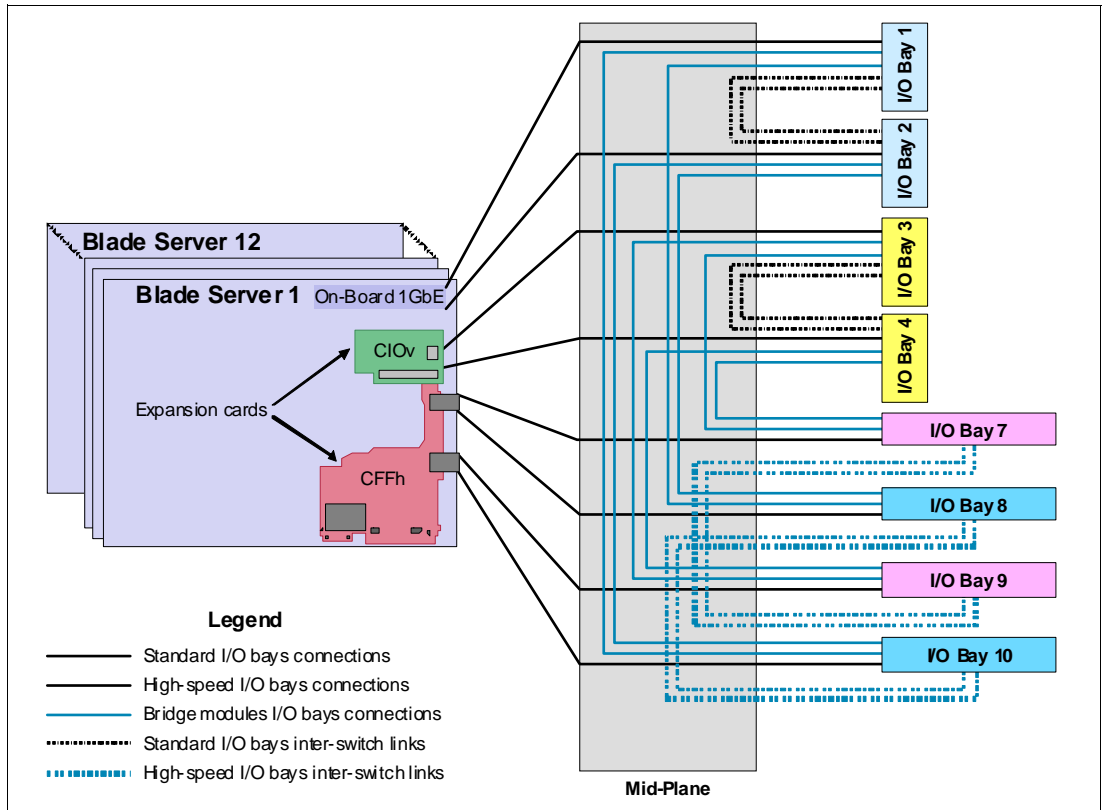 Blade Server 12
Blade Server 1
On-Board 1GbE
CIOv
Expansion cards
CFFh
I/O Bay 1
I/O Bay 2
I/O Bay 3
I/O Bay 4
I/O Bay 7
I/O Bay 8
I/O Bay 9
I/O Bay 10
Mid-Plane
Legend
Standard I/O bays connections
High-speed I/O bays connections
Bridge modules I/O bays connections
Standard I/O bays inter-switch links
High-speed I/O bays inter-switch links